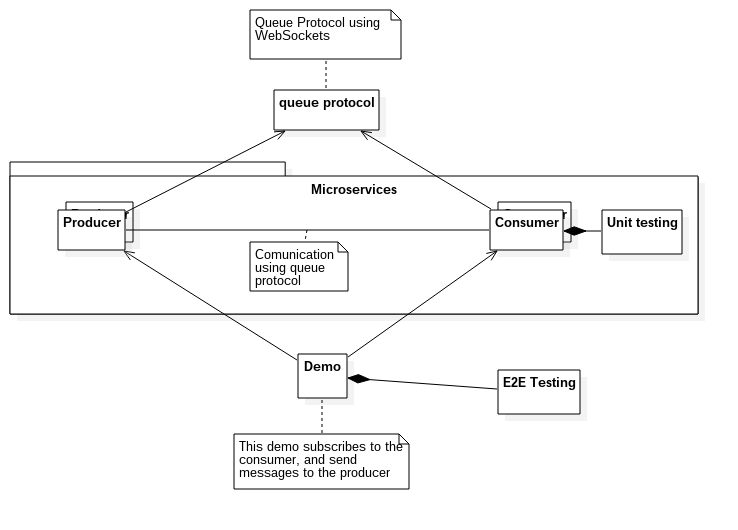 Queue Protocol using
WebSockets
queue protocol
Microservices
Producer
Consumer
Unit testing
Comunication
using queue
protocol
Demo
E2E Testing
This demo subscribes to the
consumer, and send
messages to the producer